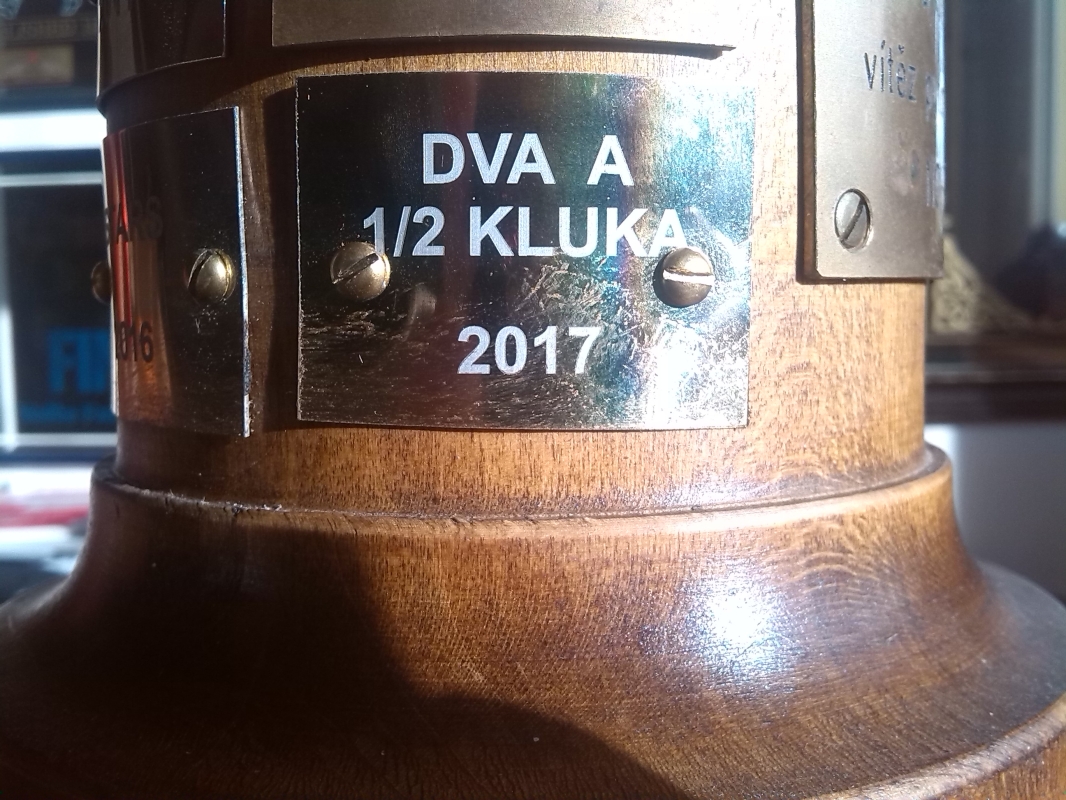 DVA A
1/2 KLUKA
2017
vítěz